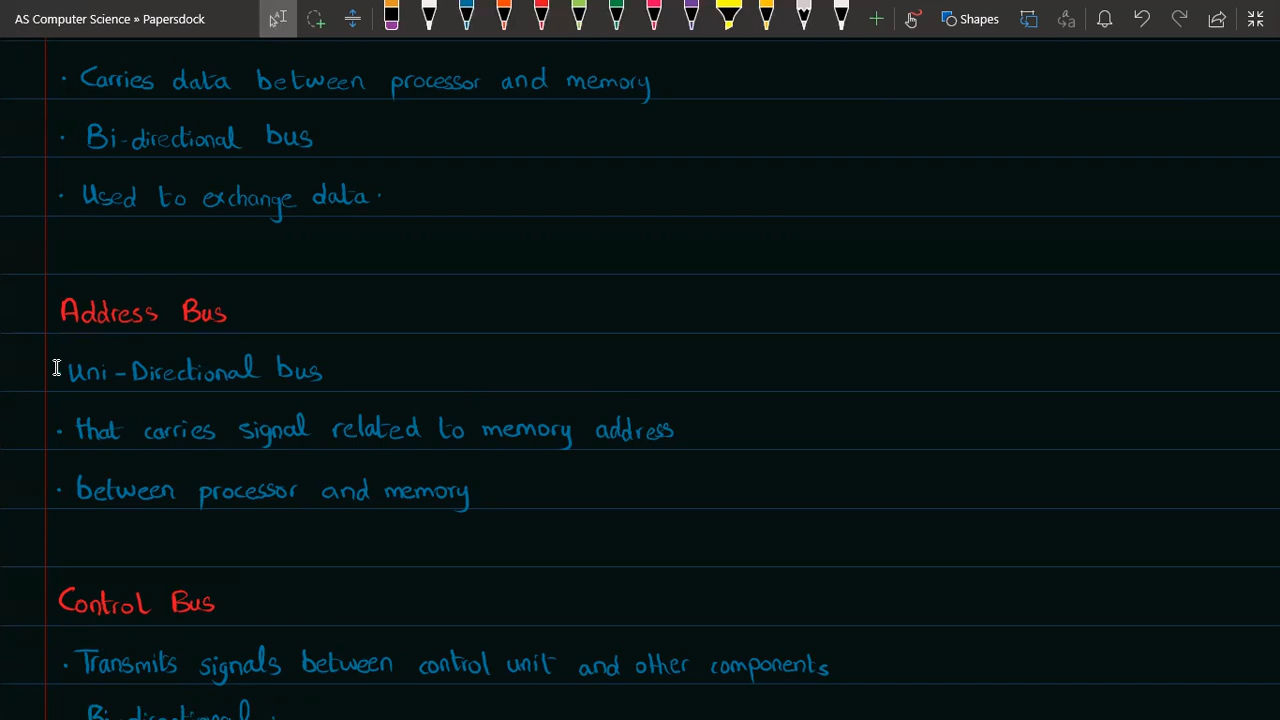 AS Computer Science » Papersdock
Shapes
· Carries data between processor and memory
· Bi-directional bus
· Used to exchange data.
Address Bus
Uni-Directional bus
· that carries signal related to memory address
· between processor and memory
Control Bus
· Transmits signals between control unit and other components
Bi-directional